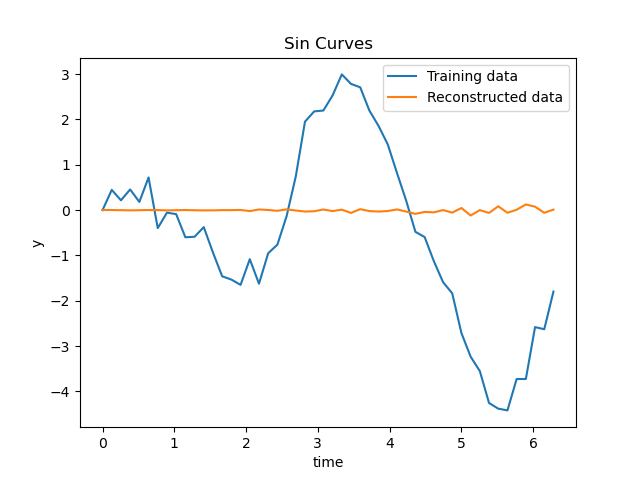 Sin Curves
Training data
Reconstructed data
3
2
1
0
−1
−2
−3
−4
y
0 1 2 3 4 5 6
time